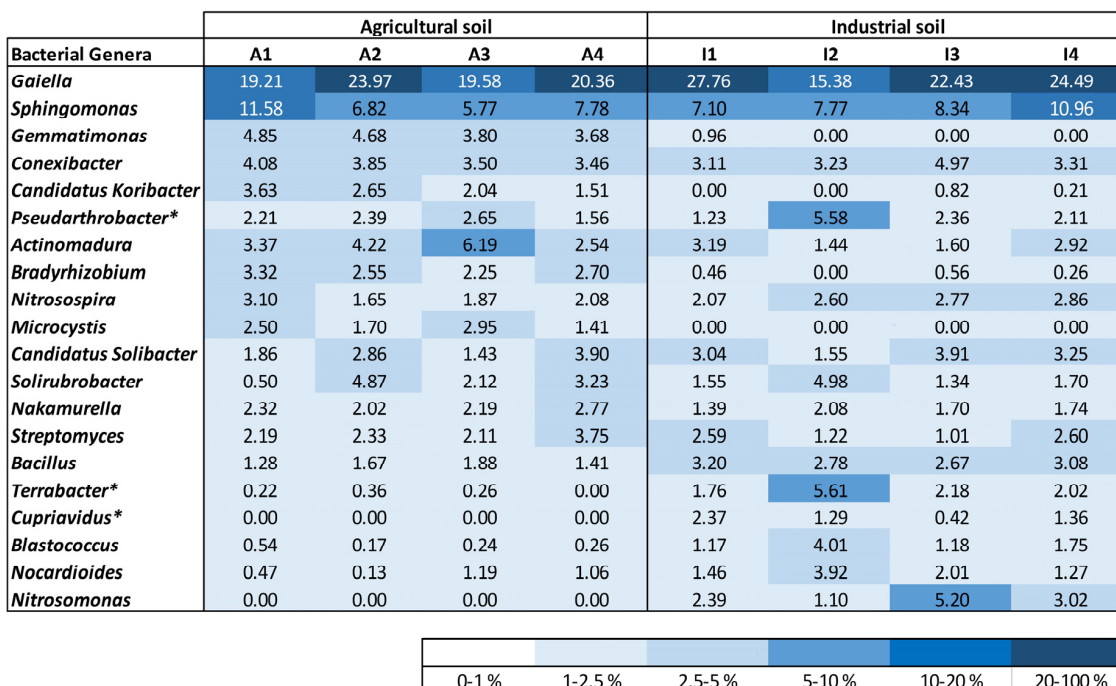 Agricultural soil Industrial soil
Bacterial Genera A1 A2 A3 A4 I1 I2 I3 I4
Gaiella 19.21 23.97 19.58 20.36 27.76 15.38 22.43 24.49
Sphingomonas 11.58 6.82 5.77 7.78 7.10 7.77 8.34 10.96
Gemmatimonas 4.85 4.68 3.80 3.68 0.96 0.00 0.00 0.00
Conexibacter 4.08 3.85 3.50 3.46 3.11 3.23 4.97 3.31
Candidatus Koribacter 3.63 2.65 2.04 1.51 0.00 0.00 0.82 0.21
Pseudarthrobacter* 2.21 2.39 2.65 1.56 1.23 5.58 2.36 2.11
Actinomadura 3.37 4.22 6.19 2.54 3.19 1.44 1.60 2.92
Bradyrhizobium 3.32 2.55 2.25 2.70 0.46 0.00 0.56 0.26
Nitrosospira 3.10 1.65 1.87 2.08 2.07 2.60 2.77 2.86
Microcystis 2.50 1.70 2.95 1.41 0.00 0.00 0.00 0.00
Candidatus Solibacter 1.86 2.86 1.43 3.90 3.04 1.55 3.91 3.25
Solirubrobacter 0.50 4.87 2.12 3.23 1.55 4.98 1.34 1.70
Nakamurella 2.32 2.02 2.19 2.77 1.39 2.08 1.70 1.74
Streptomyces 2.19 2.33 2.11 3.75 2.59 1.22 1.01 2.60
Bacillus 1.28 1.67 1.88 1.41 3.20 2.78 2.67 3.08
Terrabacter* 0.22 0.36 0.26 0.00 1.76 5.61 2.18 2.02
Cupriavidus* 0.00 0.00 0.00 0.00 2.37 1.29 0.42 1.36
Blastococcus 0.54 0.17 0.24 0.26 1.17 4.01 1.18 1.75
Nocardioides 0.47 0.13 1.19 1.06 1.46 3.92 2.01 1.27
Nitrosomonas 0.00 0.00 0.00 0.00 2.39 1.10 5.20 3.02
0-1 % 1-2.5 % 2.5-5 % 5-10 % 10-20 % 20-100 %